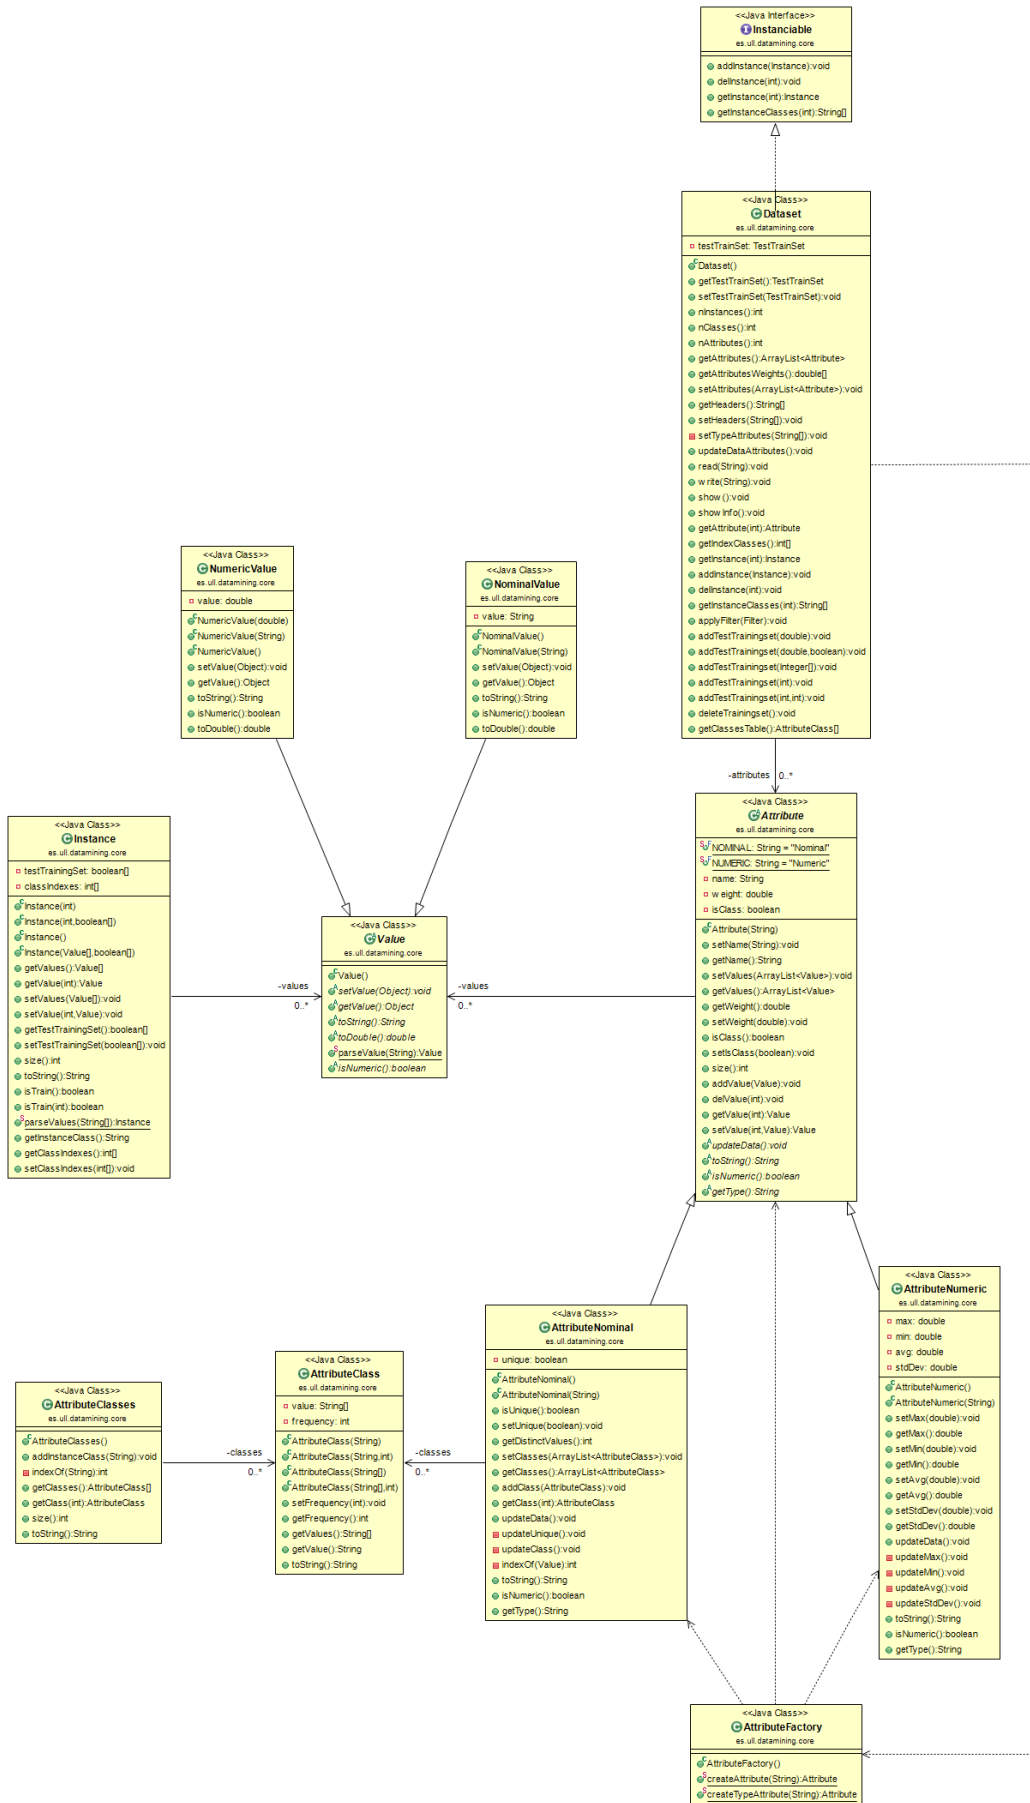 <<Java Interface>>
Instanciable
es.ull.datamining.core
addInstance(Instance):void
delInstance(int):void
getInstance(int):Instance
getInstanceClasses(int):String[]
<<Java Class>>
Dataset
es.ull.datamining.core
testTrainSet: TestTrainSet
Dataset()
getTestTrainSet():TestTrainSet
setTestTrainSet(TestTrainSet):void
nInstances():int
nClasses():int
nAttributes():int
getAttributes():ArrayList<Attribute>
getAttributesWeights():double[]
setAttributes(ArrayList<Attribute>):void
getHeaders():String[]
setHeaders(String[]):void
setTypeAttributes(String[]):void
updateDataAttributes():void
read(String):void
write(String):void
show():void
showInfo():void
getAttribute(int):Attribute
getIndexClasses():int[]
getInstance(int):Instance
addInstance(Instance):void
delInstance(int):void
getInstanceClasses(int):String[]
applyFilter(Filter):void
addTestTrainingset(double):void
addTestTrainingset(double,boolean):void
addTestTrainingset(Integer[]):void
addTestTrainingset(int):void
addTestTrainingset(int,int):void
deleteTrainingset():void
getClassesTable():AttributeClass[]
<<Java Class>>
NumericValue
es.ull.datamining.core
value: double
NumericValue(double)
NumericValue(String)
NumericValue()
setValue(Object):void
getValue():Object
toString():String
isNumeric():boolean
toDouble():double
<<Java Class>>
NominalValue
es.ull.datamining.core
value: String
NominalValue()
NominalValue(String)
setValue(Object):void
getValue():Object
toString():String
isNumeric():boolean
toDouble():double
-attributes 0..*
<<Java Class>>
Attribute
es.ull.datamining.core
NOMINAL: String = "Nominal"
NUMERIC: String = "Numeric"
name: String
weight: double
isClass: boolean
Attribute(String)
setName(String):void
getName():String
setValues(ArrayList<Value>):void
getValues():ArrayList<Value>
getWeight():double
setWeight(double):void
isClass():boolean
setIsClass(boolean):void
size():int
addValue(Value):void
delValue(int):void
getValue(int):Value
setValue(int,Value):Value
updateData():void
toString():String
isNumeric():boolean
getType():String
<<Java Class>>
Instance
es.ull.datamining.core
testTrainingSet: boolean[]
classIndexes: int[]
Instance(int)
Instance(int,boolean[])
Instance()
Instance(Value[],boolean[])
getValues():Value[]
getValue(int):Value
setValues(Value[]):void
setValue(int,Value):void
getTestTrainingSet():boolean[]
setTestTrainingSet(boolean[]):void
size():int
toString():String
isTrain():boolean
isTrain(int):boolean
parseValues(String[]):Instance
getInstanceClass():String
getClassIndexes():int[]
setClassIndexes(int[]):void
-values
0..*
<<Java Class>>
Value
es.ull.datamining.core
Value()
setValue(Object):void
getValue():Object
toString():String
toDouble():double
parseValue(String):Value
isNumeric():boolean
-values
0..*
<<Java Class>>
AttributeNumeric
es.ull.datamining.core
max: double
min: double
avg: double
stdDev: double
AttributeNumeric()
AttributeNumeric(String)
setMax(double):void
getMax():double
setMin(double):void
getMin():double
setAvg(double):void
getAvg():double
setStdDev(double):void
getStdDev():double
updateData():void
updateMax():void
updateMin():void
updateAvg():void
updateStdDev():void
toString():String
isNumeric():boolean
getType():String
<<Java Class>>
AttributeNominal
es.ull.datamining.core
unique: boolean
AttributeNominal()
AttributeNominal(String)
isUnique():boolean
setUnique(boolean):void
getDistinctValues():int
setClasses(ArrayList<AttributeClass>):void
getClasses():ArrayList<AttributeClass>
addClass(AttributeClass):void
getClass(int):AttributeClass
updateData():void
updateUnique():void
updateClass():void
indexOf(Value):int
toString():String
isNumeric():boolean
getType():String
-classes
0..*
<<Java Class>>
AttributeClass
es.ull.datamining.core
value: String[]
frequency: int
AttributeClass(String)
AttributeClass(String,int)
AttributeClass(String[])
AttributeClass(String[],int)
setFrequency(int):void
getFrequency():int
getValues():String[]
getValue():String
toString():String
-classes
0..*
<<Java Class>>
AttributeClasses
es.ull.datamining.core
AttributeClasses()
addInstanceClass(String):void
indexOf(String):int
getClasses():AttributeClass[]
getClass(int):AttributeClass
size():int
toString():String
<<Java Class>>
AttributeFactory
es.ull.datamining.core
AttributeFactory()
createAttribute(String):Attribute
createTypeAttribute(String):Attribute